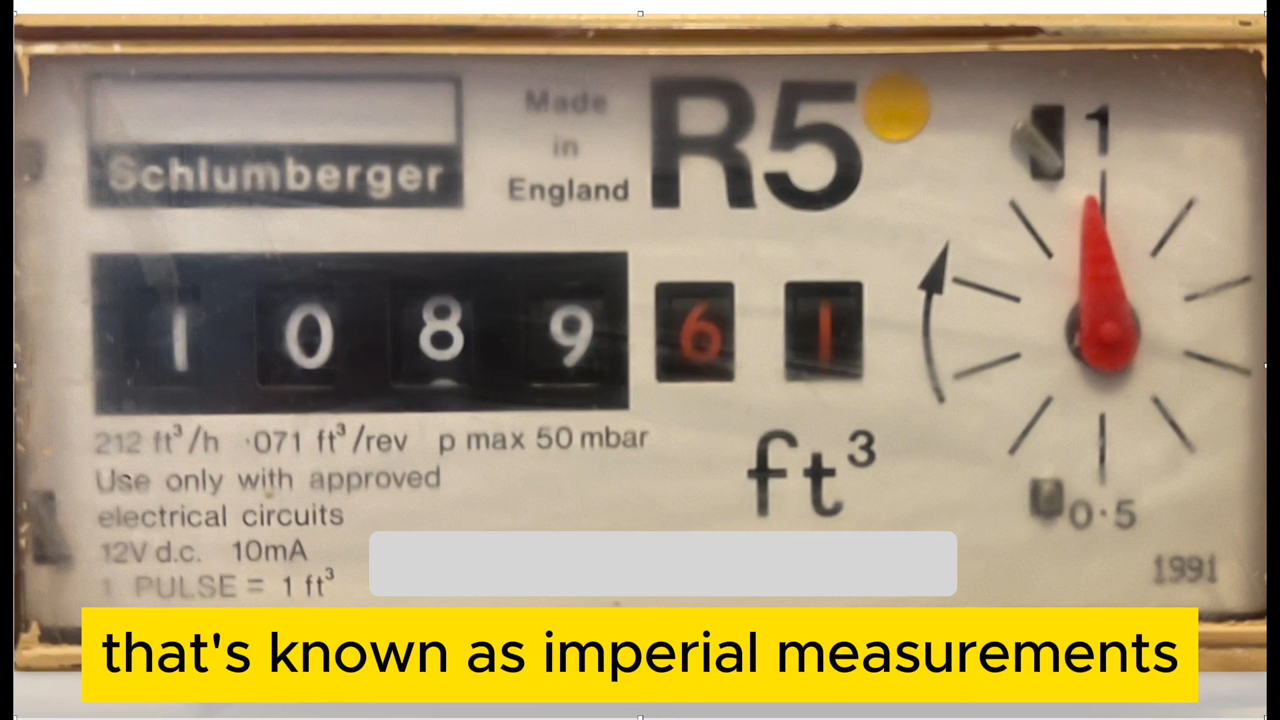 Schlumberger
Made
in
England
R5
1
1 0 8 9 6 1
212 ft³/h ·071 ft³/rev p max 50 mbar
Use only with approved
electrical circuits
12V d.c. 10mA
1 PULSE = 1 ft³
ft³
0·5
1991
that's known as imperial measurements